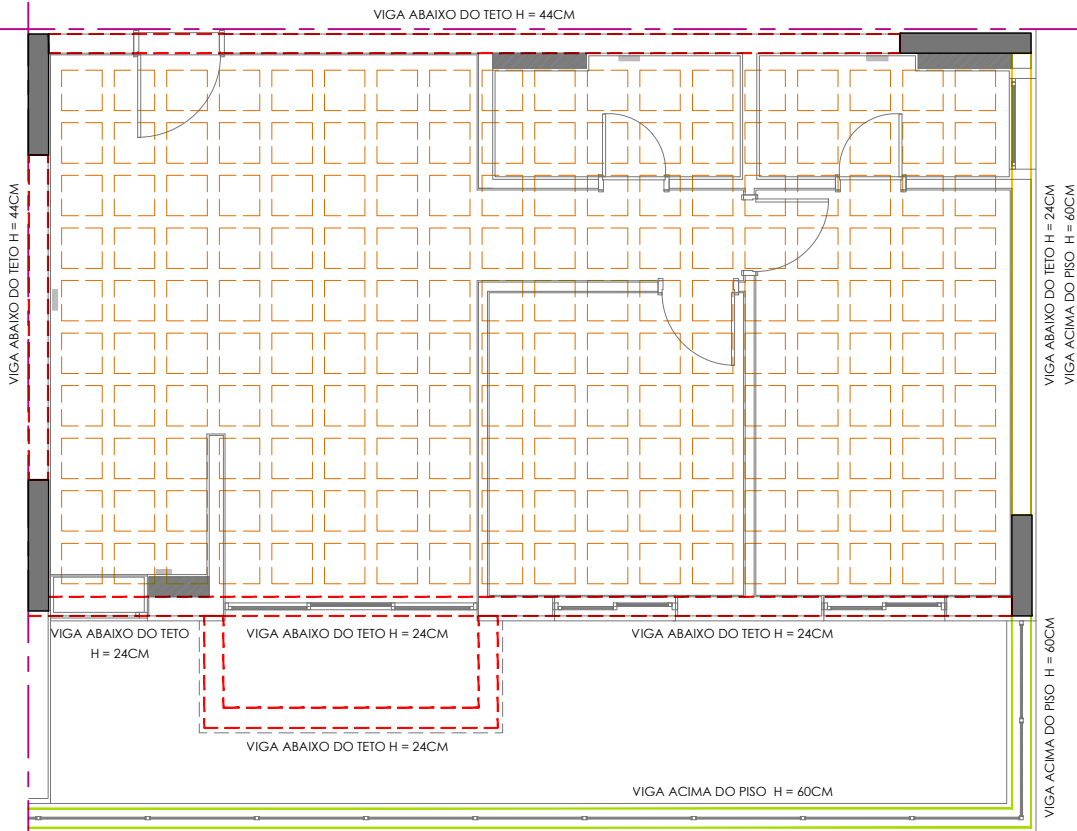 VIGA ABAIXO DO TETO H = 44CM
VIGA ABAIXO DO TETO H = 44CM
VIGA ABAIXO DO TETO H = 24CM
VIGA ACIMA DO PISO  H = 60CM
VIGA ABAIXO DO TETO
H = 24CM
VIGA ABAIXO DO TETO H = 24CM
VIGA ABAIXO DO TETO H = 24CM
VIGA ABAIXO DO TETO H = 24CM
VIGA ACIMA DO PISO  H = 60CM
VIGA ACIMA DO PISO  H = 60CM